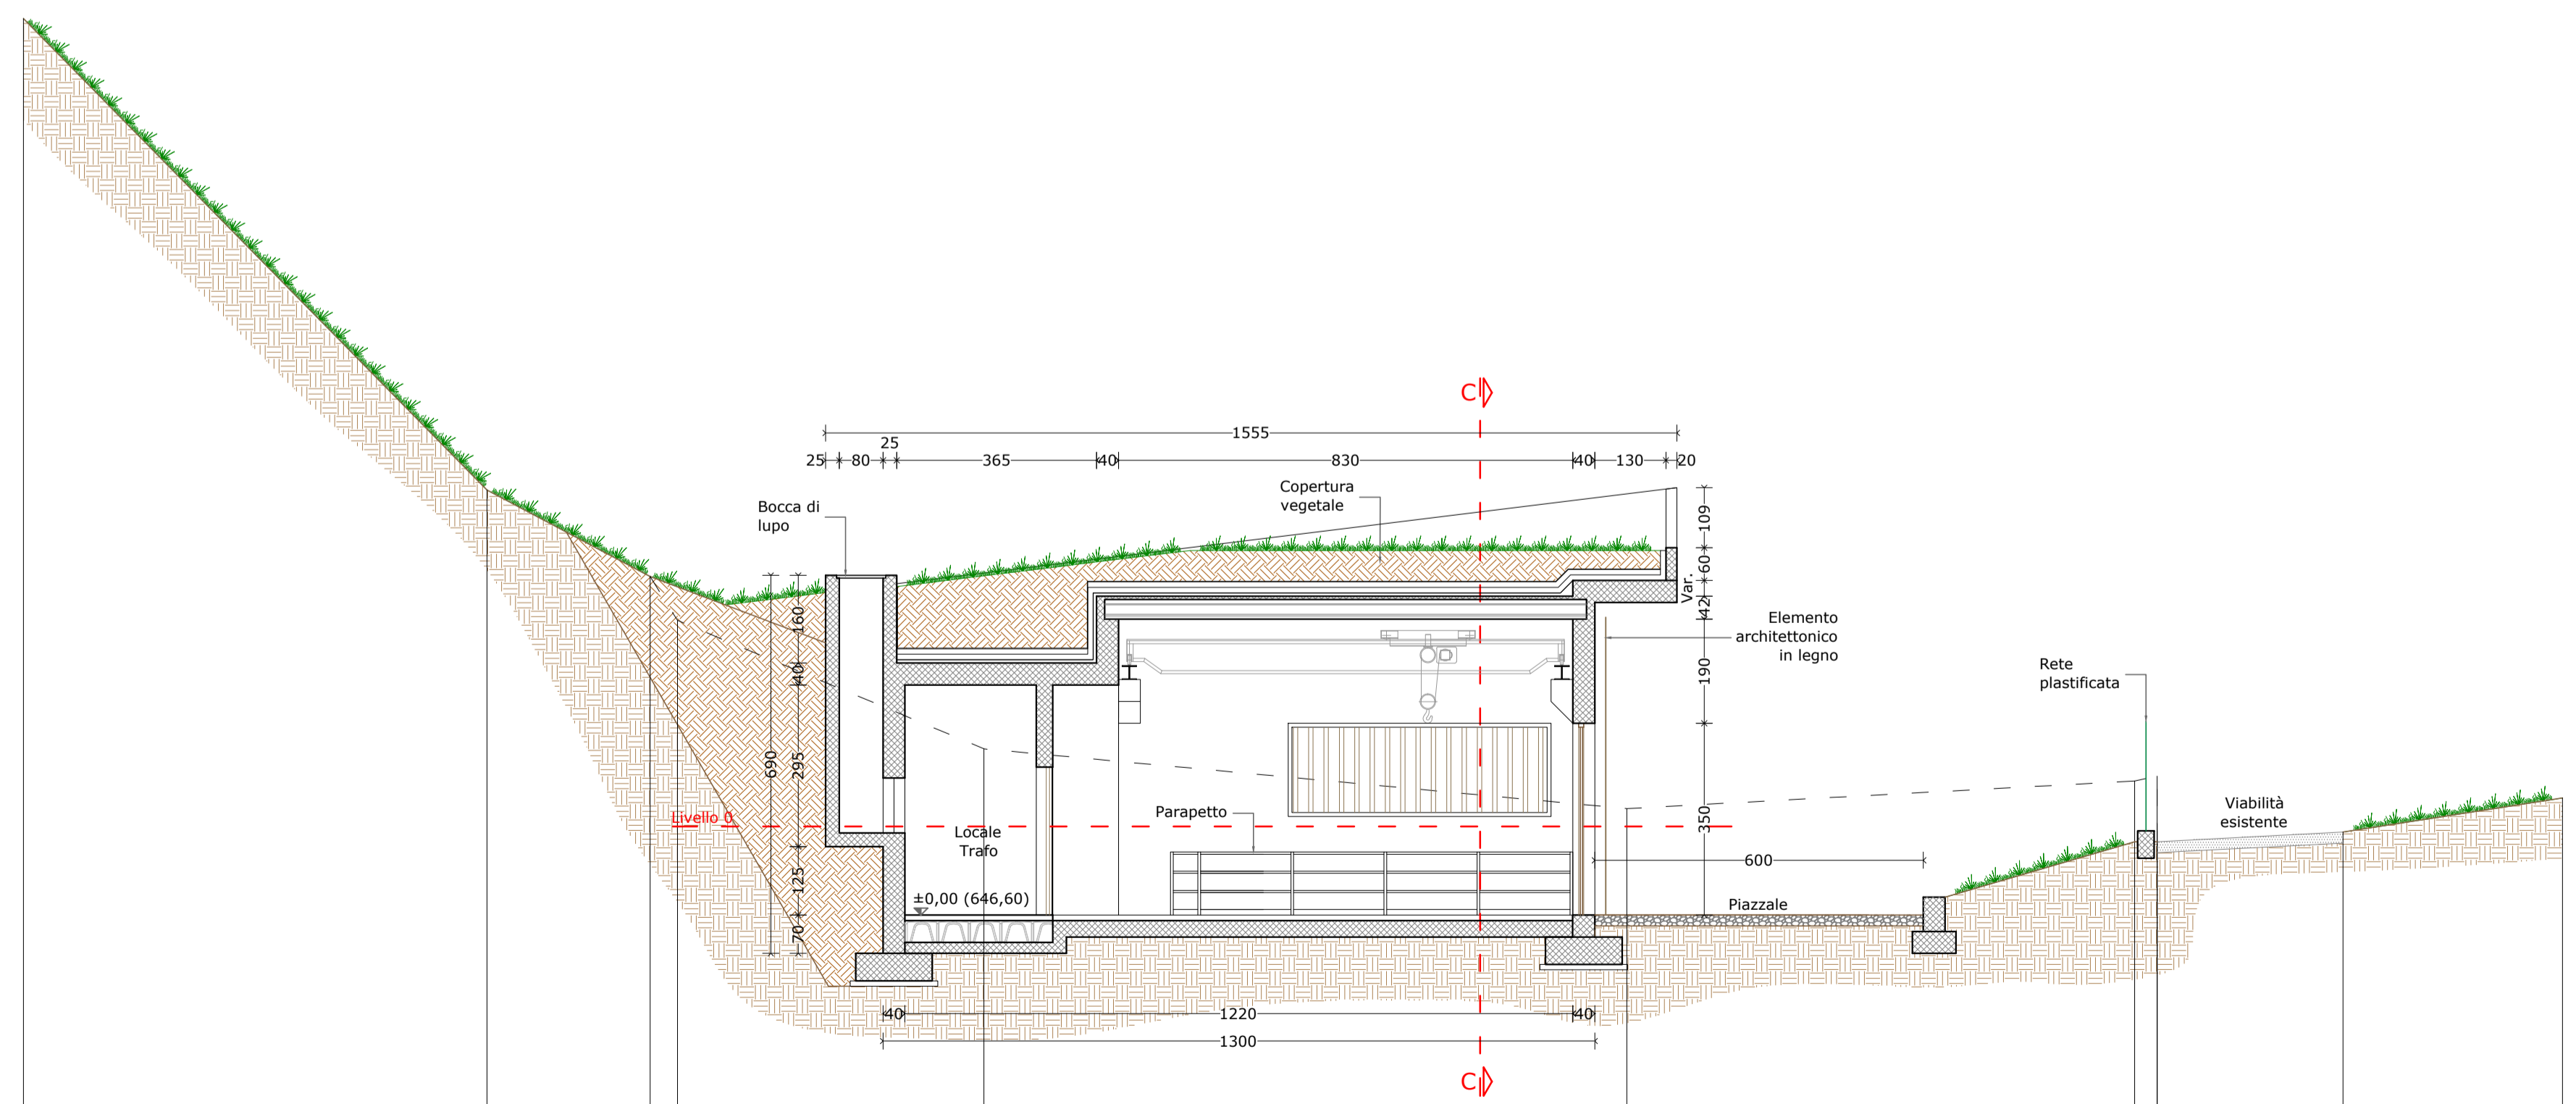 C
1555
25
25
80
365
40
830
40
130
20
Copertura
vegetale
Bocca di
lupo
109
60
Var.
42
190
350
Elemento
architettonico
in legno
Rete
plastificata
160
40
295
690
125
70
Livello 0
Locale
Trafo
Parapetto
±0,00 (646,60)
600
Piazzale
Viabilità
esistente
40
1220
40
1300
C